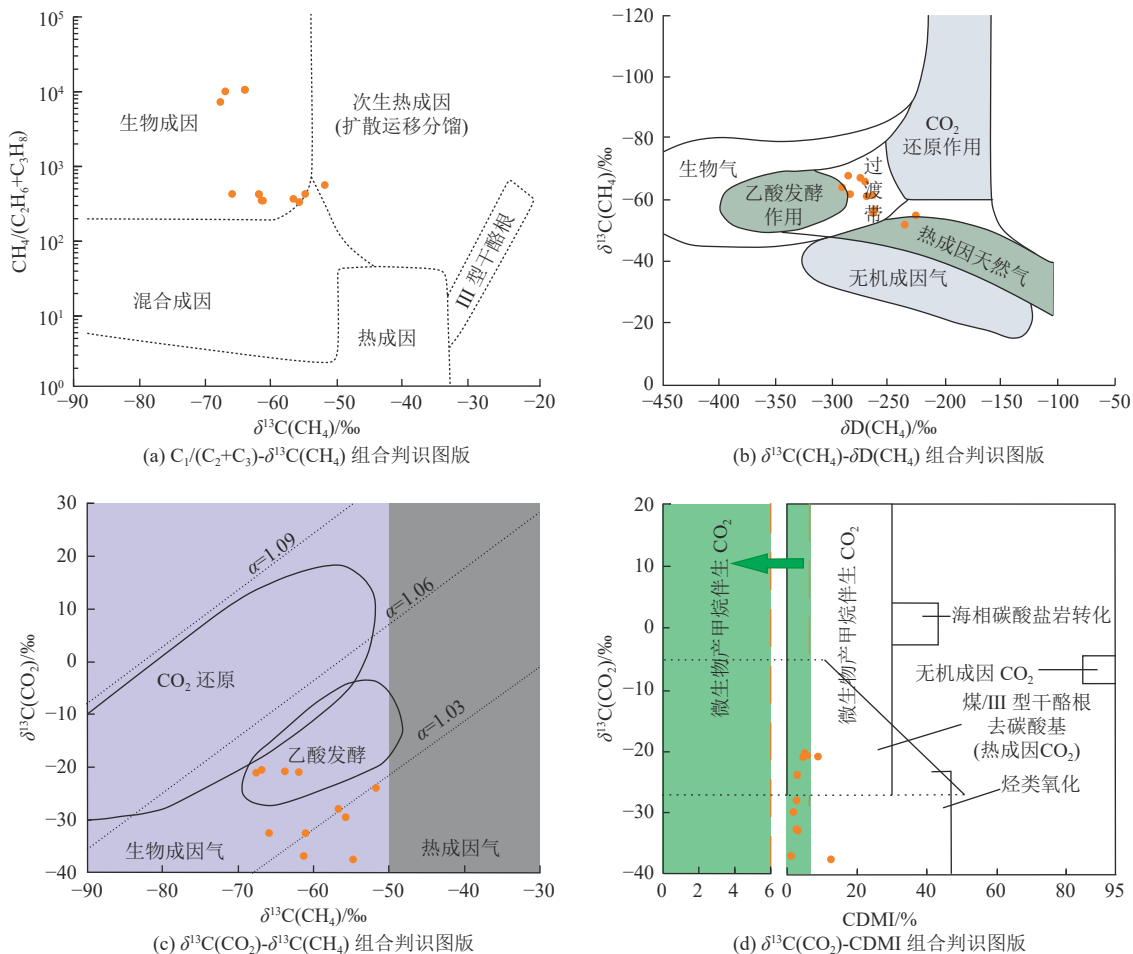 10⁵
10⁴
10³
10²
10¹
10⁰
CH₄/(C₂H₆+C₃H₈)
生物成因
次生热成因
(扩散运移分馏)
混合成因
热成因
III 型干酪根
−90
−80
−70
−60
−50
−40
−30
−20
δ¹³C(CH₄)/‰
(a) C₁/(C₂+C₃)-δ¹³C(CH₄) 组合判识图版
−120
−100
−80
−60
−40
−20
0
δ¹³C(CH₄)/‰
生物气
乙酸发酵
作用
过渡带
CO₂
还原作用
热成因天然气
无机成因气
−450
−400
−350
−300
−250
−200
−150
−100
−50
δD(CH₄)/‰
(b) δ¹³C(CH₄)-δD(CH₄) 组合判识图版
30
20
10
0
−10
−20
−30
−40
δ¹³C(CO₂)/‰
α=1.09
α=1.06
α=1.03
CO₂ 还原
乙酸发酵
生物成因气
热成因气
−90
−80
−70
−60
−50
−40
−30
δ¹³C(CH₄)/‰
(c) δ¹³C(CO₂)-δ¹³C(CH₄) 组合判识图版
20
10
0
−10
−20
−30
−40
δ¹³C(CO₂)/‰
微生物产甲烷伴生 CO₂
微生物产甲烷伴生 CO₂
海相碳酸盐岩转化
无机成因 CO₂
煤/III 型干酪根
去碳酸基
(热成因CO₂)
烃类氧化
0
2
4
6
0
20
40
60
80
95
CDMI/%
(d) δ¹³C(CO₂)-CDMI 组合判识图版